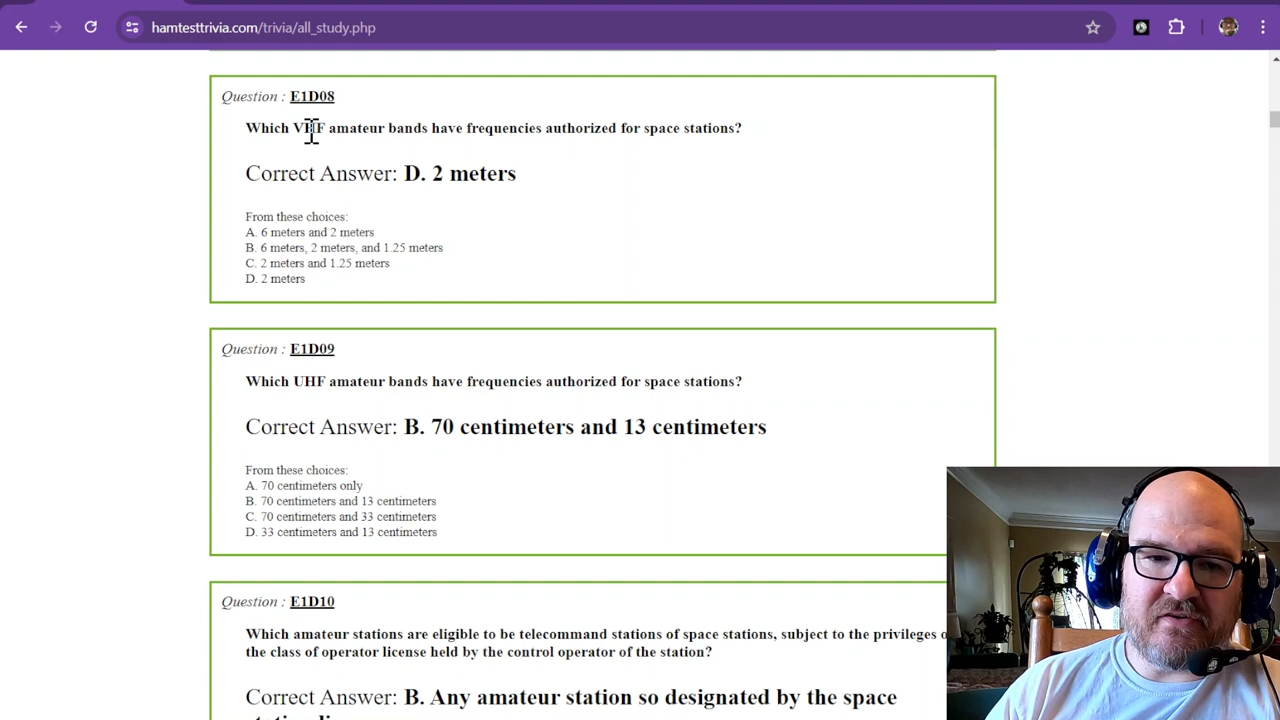 hamtesttrivia.com/trivia/all_study.php
Question : E1D08
Which VHF amateur bands have frequencies authorized for space stations?
Correct Answer: D. 2 meters
From these choices:
A. 6 meters and 2 meters
B. 6 meters, 2 meters, and 1.25 meters
C. 2 meters and 1.25 meters
D. 2 meters
Question : E1D09
Which UHF amateur bands have frequencies authorized for space stations?
Correct Answer: B. 70 centimeters and 13 centimeters
From these choices:
A. 70 centimeters only
B. 70 centimeters and 13 centimeters
C. 70 centimeters and 33 centimeters
D. 33 centimeters and 13 centimeters
Question : E1D10
Which amateur stations are eligible to be telecommand stations of space stations, subject to the privileges
the class of operator license held by the control operator of the station?
Correct Answer: B. Any amateur station so designated by the space